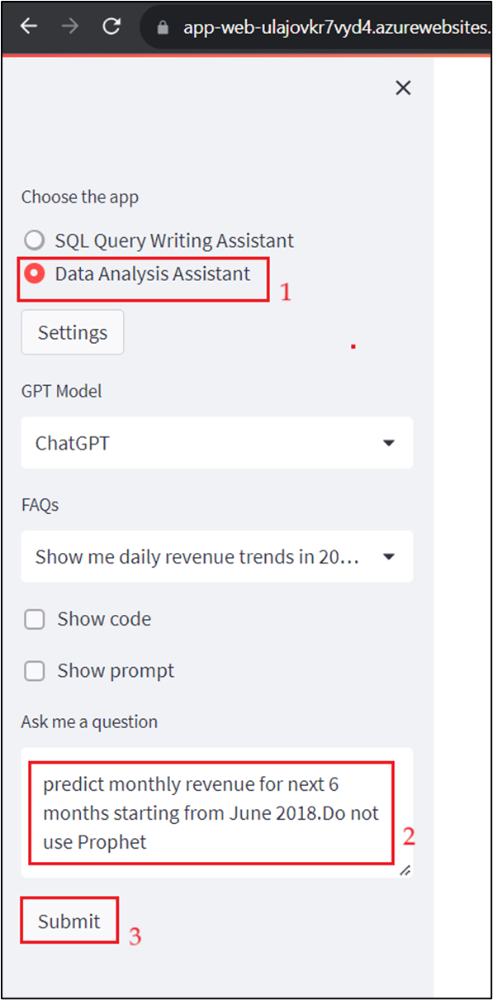 app-web-ulajovkr7vyd4.azurewebsites.
Choose the app
SQL Query Writing Assistant
Data Analysis Assistant
1
Settings
GPT Model
ChatGPT
FAQs
Show me daily revenue trends in 20...
Show code
Show prompt
Ask me a question
predict monthly revenue for next 6
months starting from June 2018.Do not
use Prophet
2
Submit
3